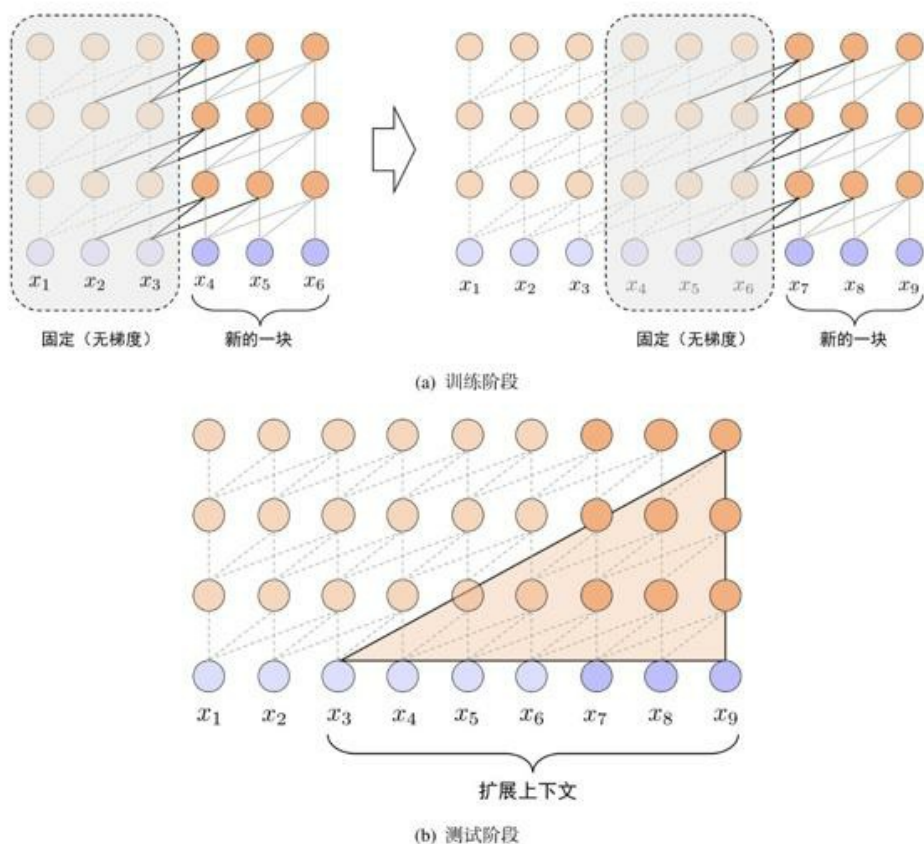 x₁ x₂ x₃ x₄ x₅ x₆ x₁ x₂ x₃ x₄ x₅ x₆ x₇ x₈ x₉
固定（无梯度） 新的一块 固定（无梯度） 新的一块
(a) 训练阶段
x₁ x₂ x₃ x₄ x₅ x₆ x₇ x₈ x₉
扩展上下文
(b) 测试阶段